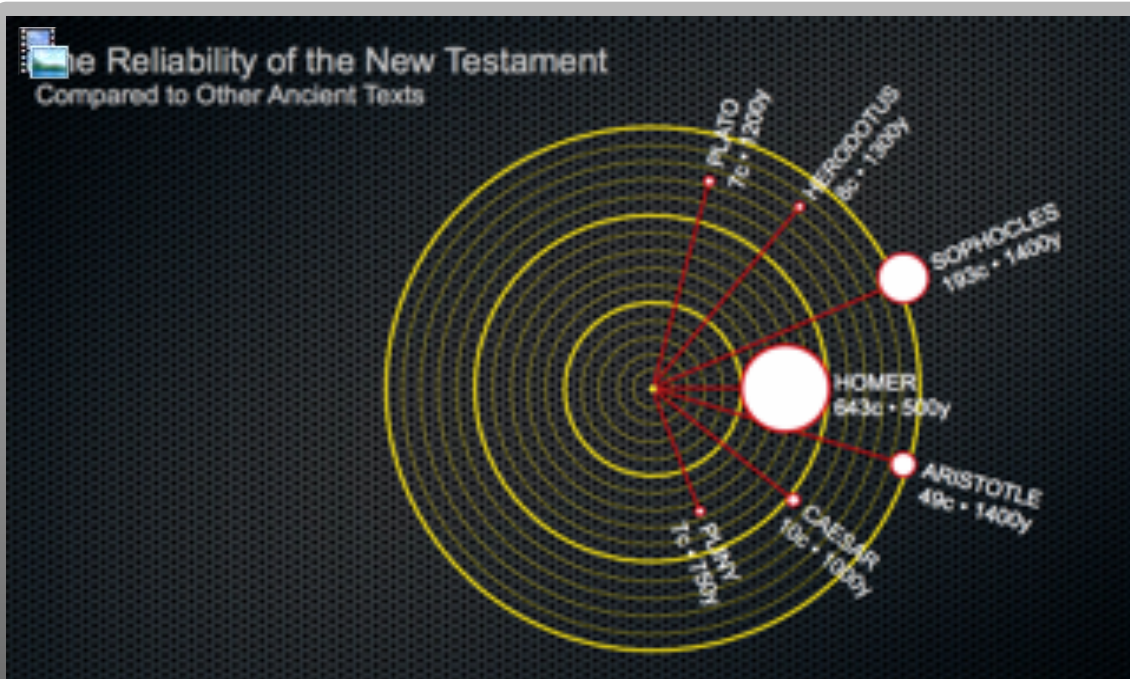 he Reliability of the New Testament
Compared to Other Ancient Texts
PLATO
7c • 1200y
HERODOTUS
8c • 1300y
SOPHOCLES
193c • 1400y
HOMER
643c • 500y
ARISTOTLE
49c • 1400y
CAESAR
10c • 1000y
PLINY
7c • 750y